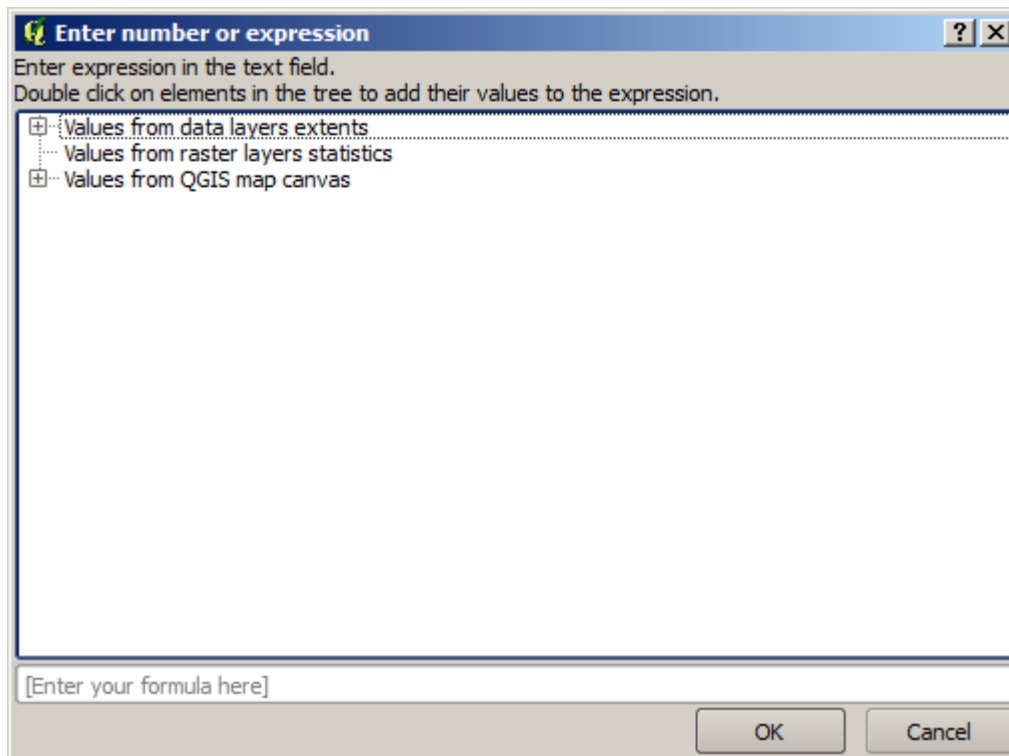 Enter number or expression
Enter expression in the text field.
Double click on elements in the tree to add their values to the expression.
Values from data layers extents
Values from raster layers statistics
Values from QGIS map canvas
[Enter your formula here]
OK Cancel